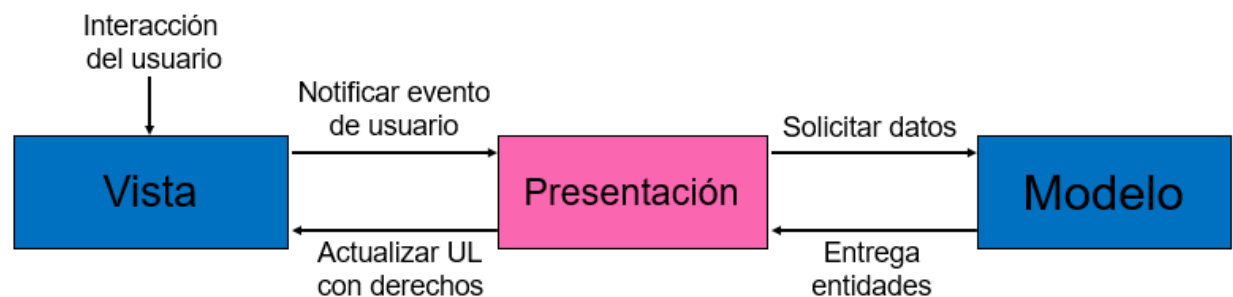 Interacción
del usuario
Notificar evento
de usuario
Solicitar datos
Vista
Presentación
Modelo
Actualizar UL
con derechos
Entrega
entidades